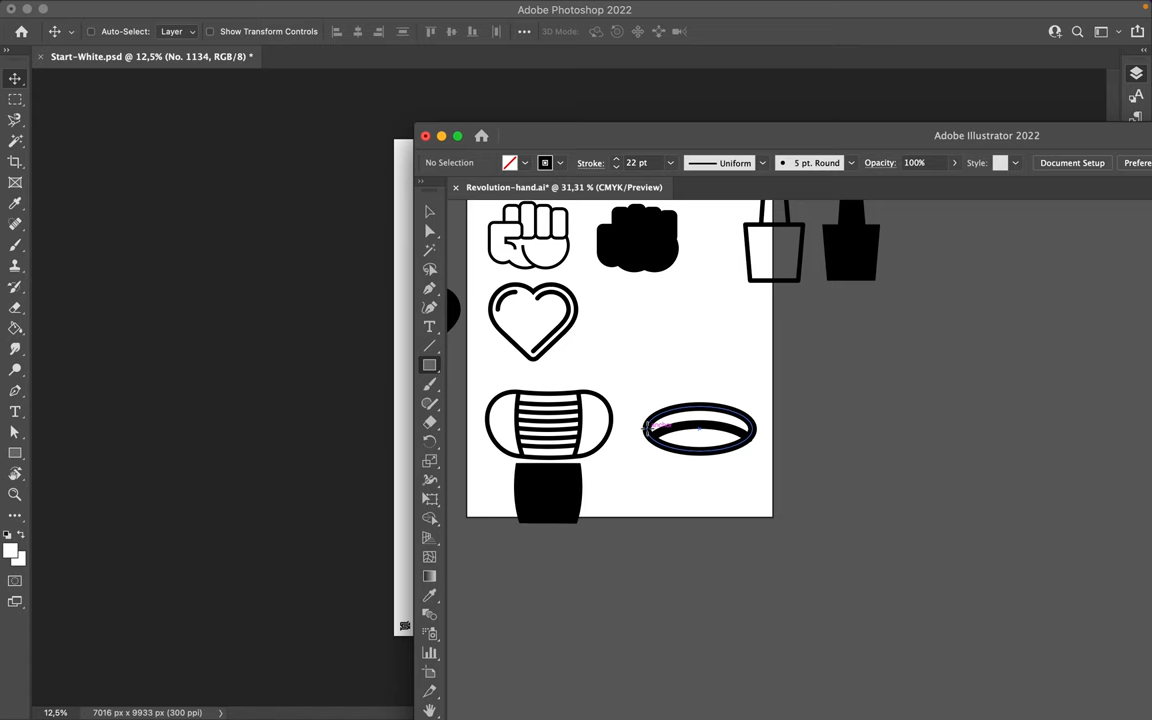 Adobe Photoshop 2022
Auto-Select:
Layer
Show Transform Controls
3D Mode:
Start-White.psd @ 12,5% (No. 1134, RGB/8) *
Adobe Illustrator 2022
No Selection
Stroke:
22 pt
Uniform
5 pt. Round
Opacity:
100%
Style:
Document Setup
Prefere
Revolution-hand.ai* @ 31,31 % (CMYK/Preview)
12,5%
7016 px x 9933 px (300 ppi)